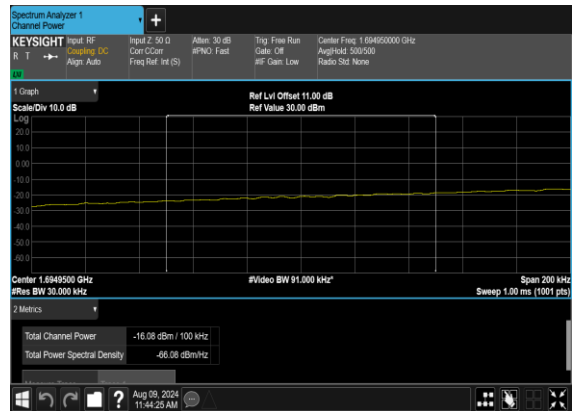 Spectrum Analyzer 1
Channel Power
+
KEYSIGHT Input: RF Input Z: 50 Ω Atten: 30 dB Trig: Free Run Center Freq: 1.694950000 GHz
R T Coupling: DC Corr CCorr #PNO: Fast Gate: Off Avg|Hold: 500/500
Align: Auto Freq Ref: Int (S) #IF Gain: Low Radio Std: None
1 Graph
Ref Lvl Offset 11.00 dB
Scale/Div 10.0 dB Ref Value 30.00 dBm
Log
20.0
10.0
0.00
-10.0
-20.0
-30.0
-40.0
-50.0
-60.0
Center 1.6949500 GHz #Video BW 91.000 kHz* Span 200 kHz
#Res BW 30.000 kHz Sweep 1.00 ms (1001 pts)
2 Metrics
Total Channel Power -16.08 dBm / 100 kHz
Total Power Spectral Density -66.08 dBm/Hz
? Aug 09, 2024
11:44:25 AM